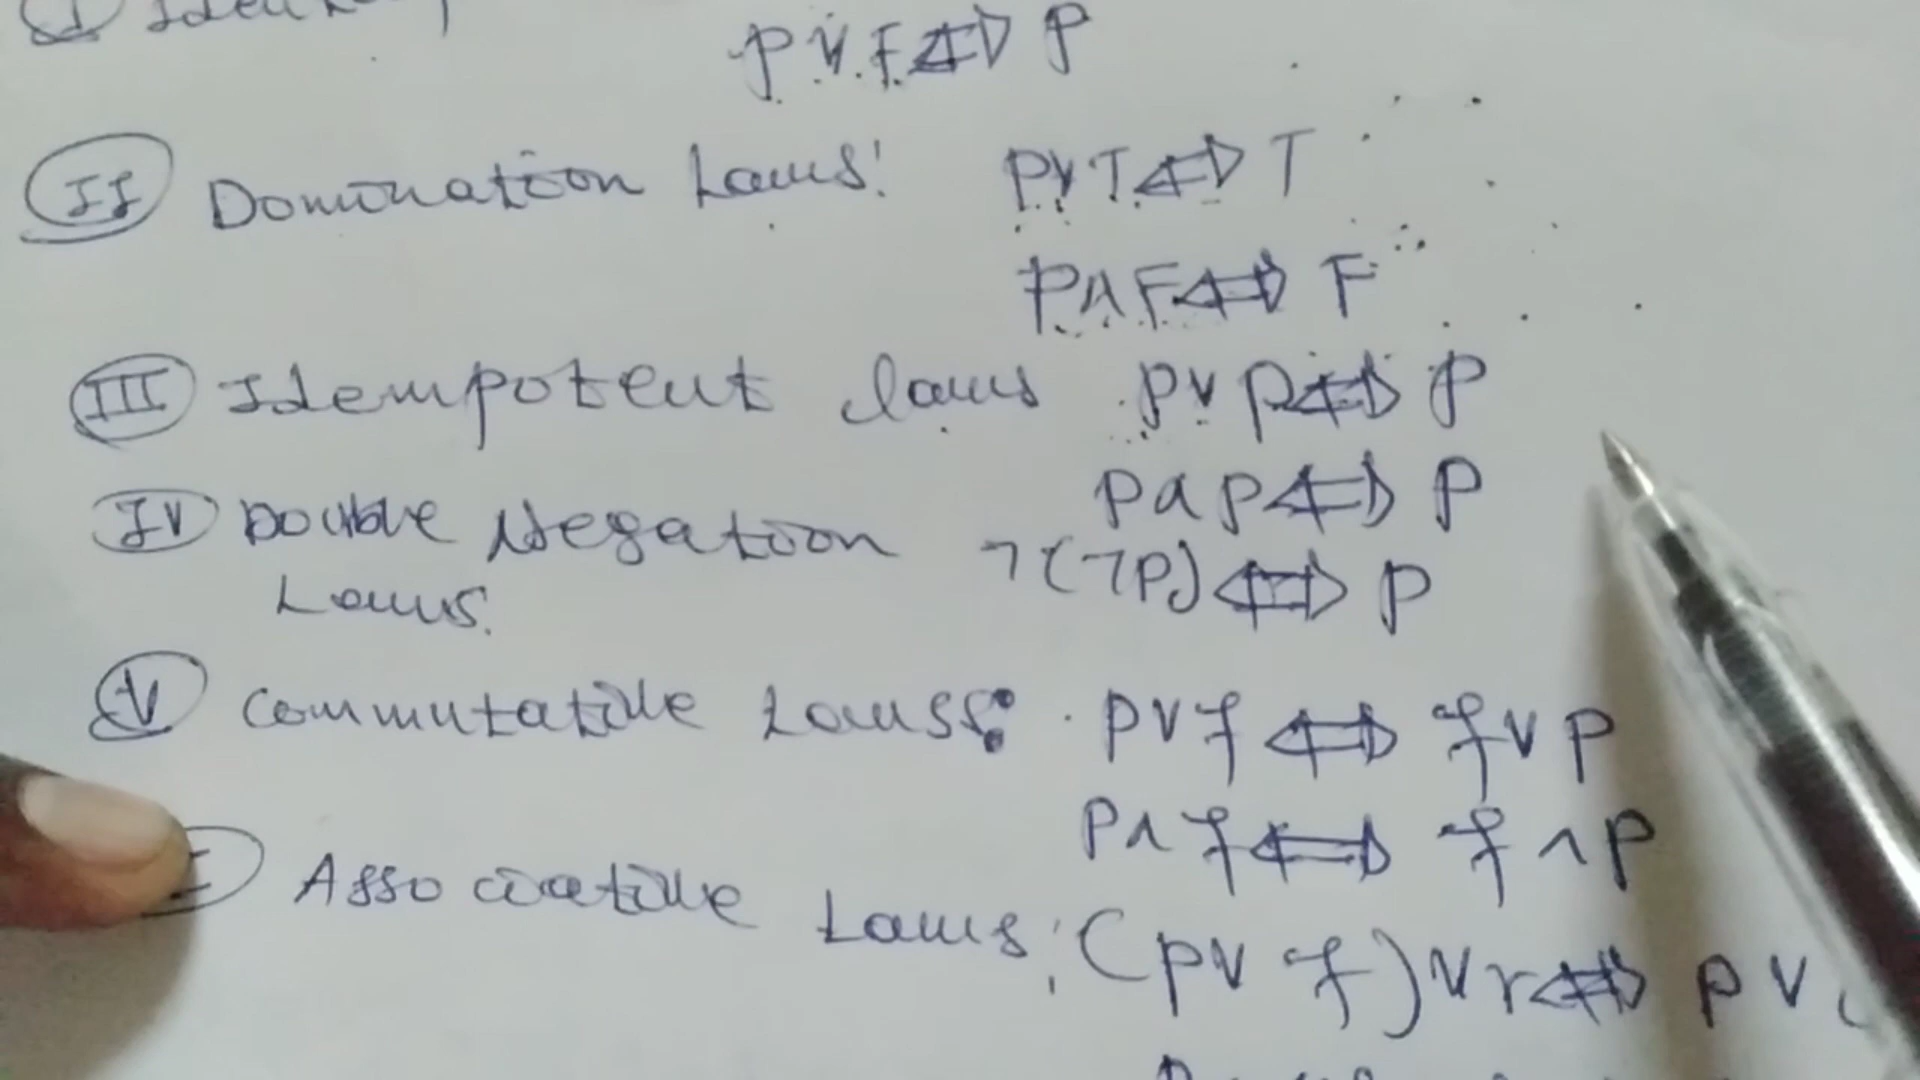 I
p ∨ F ⇔ p
II Domination Laws: p ∨ T ⇔ T
p ∧ F ⇔ F
III Idempotent laws p ∨ p ⇔ p
p ∧ p ⇔ p
IV Double Negation ¬(¬p) ⇔ p
Laws.
V Commutative Laws: p ∨ q ⇔ q ∨ p
p ∧ q ⇔ q ∧ p
Associative Laws: (p ∨ q) ∨ r ⇔ p ∨ (